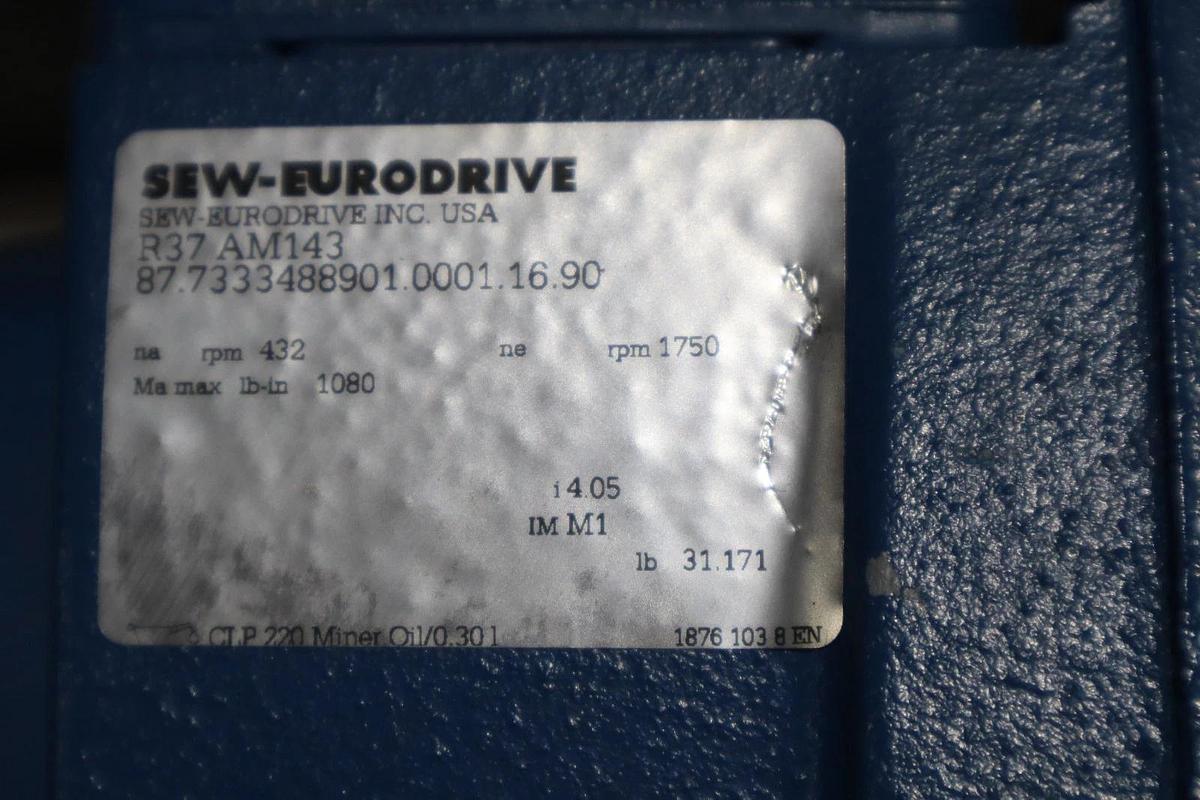 SEW-EURODRIVE
SEW-EURODRIVE INC. USA
R37 AM143
87.7333488901.0001.16.90
na rpm 432 ne rpm 1750
Ma max lb-in 1080
i 4.05
IM M1
lb 31.171
CLP 220 Miner.Oil/0.30 l 1876 103 8 EN